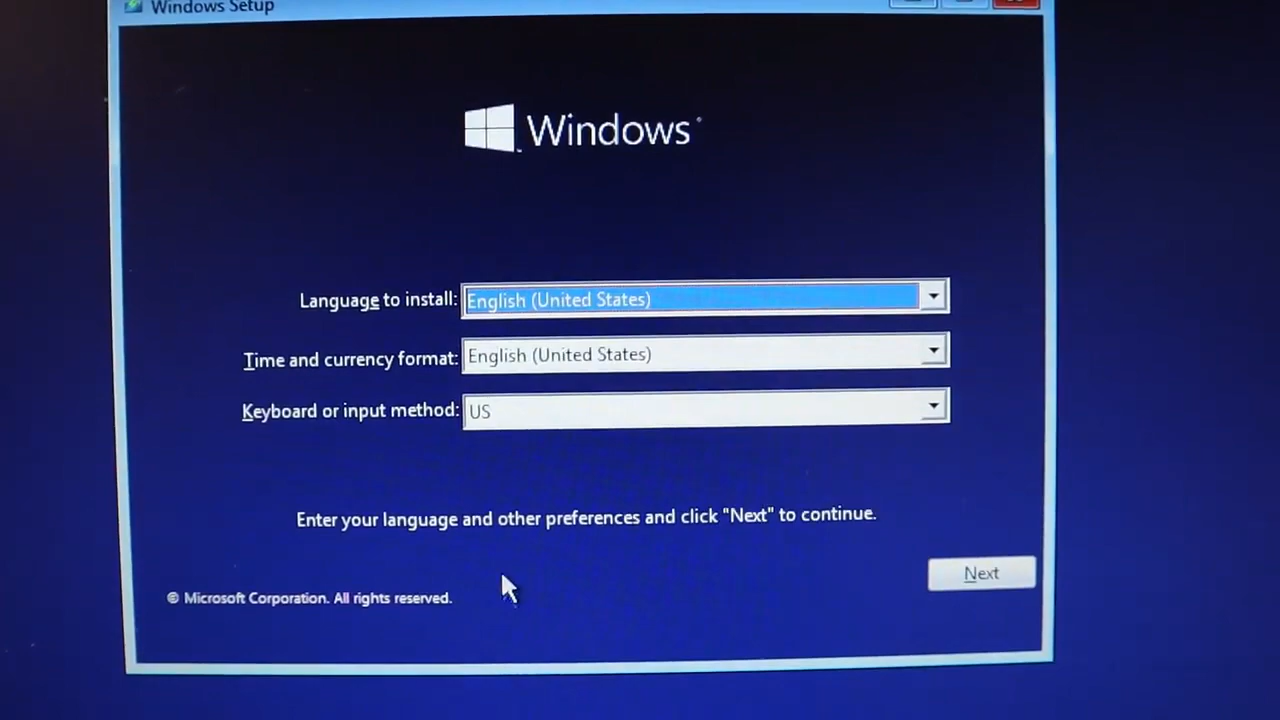 Windows Setup
Windows
Language to install: English (United States)
Time and currency format: English (United States)
Keyboard or input method: US
Enter your language and other preferences and click "Next" to continue.
Next
© Microsoft Corporation. All rights reserved.